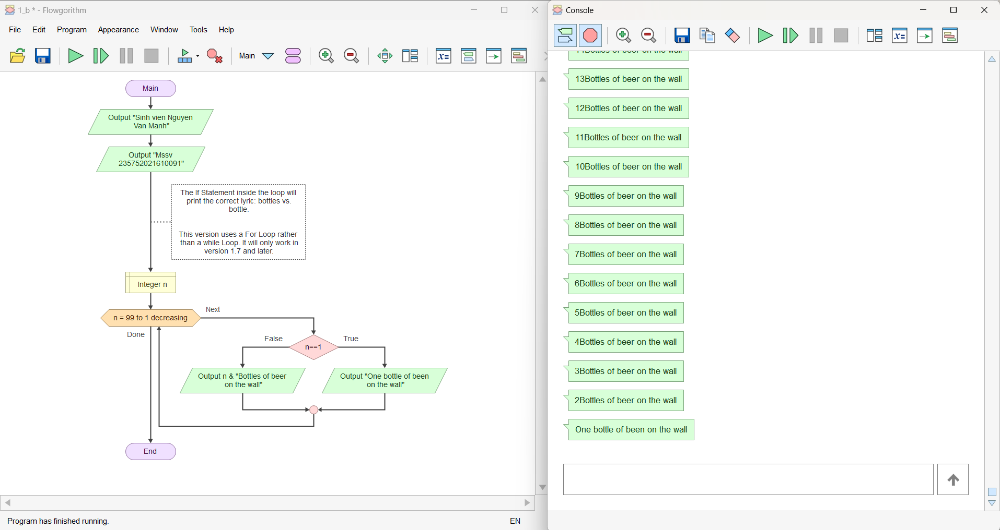 1_b * - Flowgorithm
File Edit Program Appearance Window Tools Help
Main
Main
Output "Sinh vien Nguyen
Van Manh"
Output "Mssv
235752021610091"
The If Statement inside the loop will
print the correct lyric: bottles vs.
bottle.
This version uses a For Loop rather
than a while Loop. It will only work in
version 1.7 and later.
Integer n
n = 99 to 1 decreasing
Next
Done
False
n==1
True
Output n & "Bottles of beer
on the wall"
Output "One bottle of been
on the wall"
End
Program has finished running.
EN
Console
x=
x=
Bottles of beer on the wall
13Bottles of beer on the wall
12Bottles of beer on the wall
11Bottles of beer on the wall
10Bottles of beer on the wall
9Bottles of beer on the wall
8Bottles of beer on the wall
7Bottles of beer on the wall
6Bottles of beer on the wall
5Bottles of beer on the wall
4Bottles of beer on the wall
3Bottles of beer on the wall
2Bottles of beer on the wall
One bottle of been on the wall